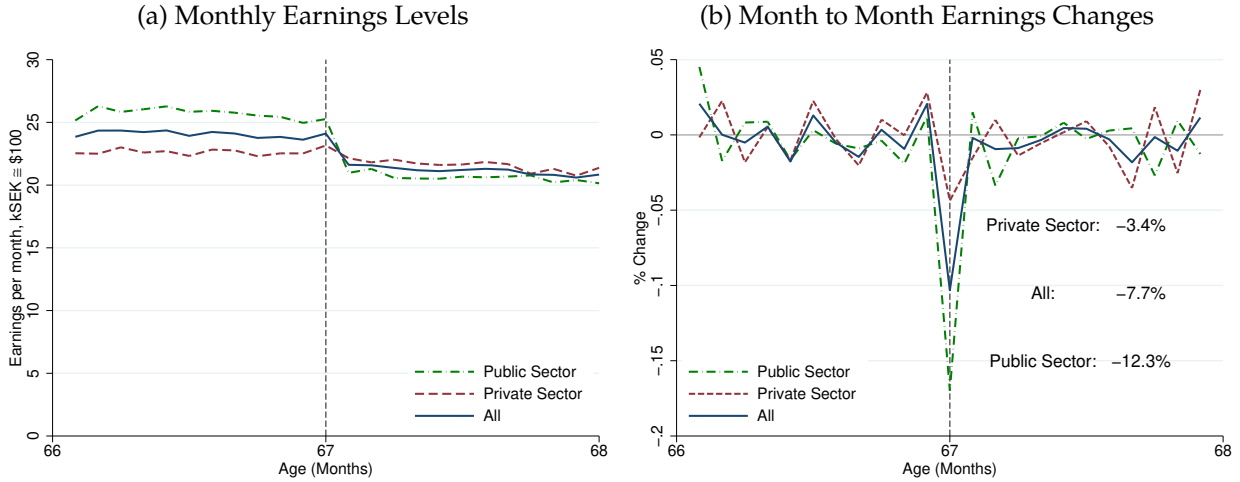 (a) Monthly Earnings Levels
Earnings per month, kSEK ≅ $100
30
25
20
15
10
5
0
66
67
68
Age (Months)
Public Sector
Private Sector
All
(b) Month to Month Earnings Changes
% Change
.05
0
-.05
-.1
-.15
-.2
66
67
68
Age (Months)
Private Sector: −3.4%
All: −7.7%
Public Sector: −12.3%
Public Sector
Private Sector
All